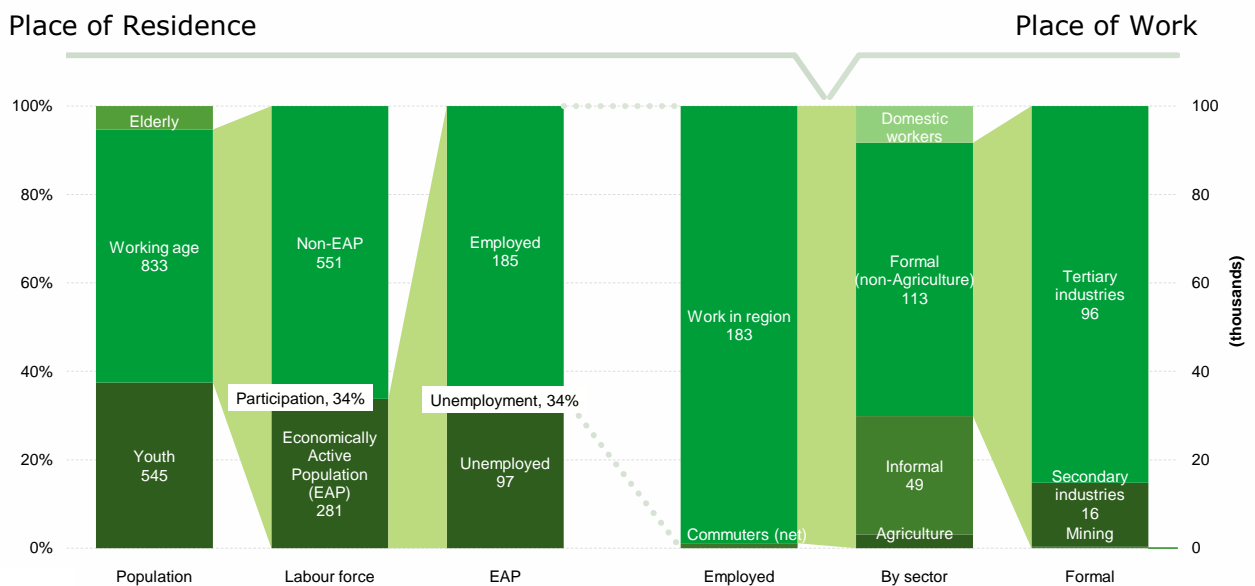 Place of Residence
Place of Work
100%
80%
60%
40%
20%
0%
Elderly
Working age
833
Youth
545
Population
Non-EAP
551
Participation, 34%
Economically
Active
Population
(EAP)
281
Labour force
Employed
185
Unemployment, 34%
Unemployed
97
EAP
Work in region
183
Commuters (net)
Employed
Domestic
workers
Formal
(non-Agriculture)
113
Informal
49
Agriculture
By sector
Tertiary
industries
96
Secondary
industries
16
Mining
Formal
100
80
60
40
20
0
(thousands)